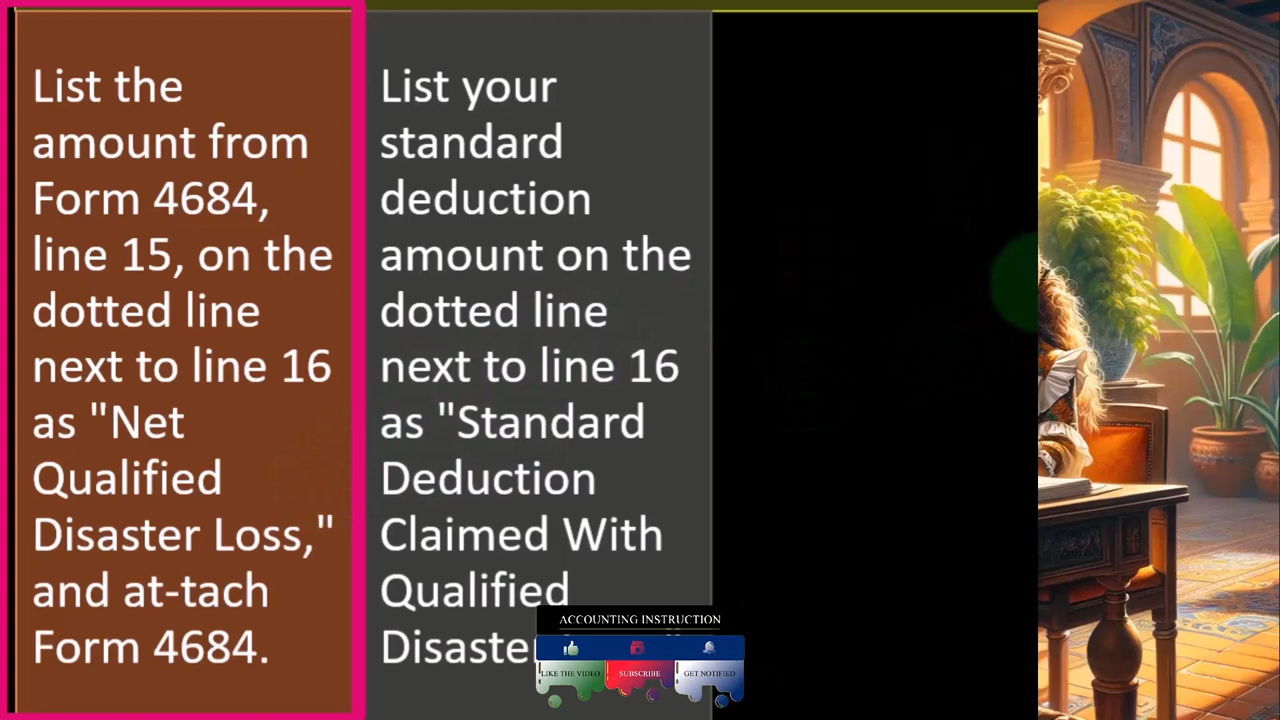 List the
amount from
Form 4684,
line 15, on the
dotted line
next to line 16
as "Net
Qualified
Disaster Loss,"
and at-tach
Form 4684.
List your
standard
deduction
amount on the
dotted line
next to line 16
as "Standard
Deduction
Claimed With
Qualified
ACCOUNTING INSTRUCTION
LIKE THE VIDEO
SUBSCRIBE
GET NOTIFIED